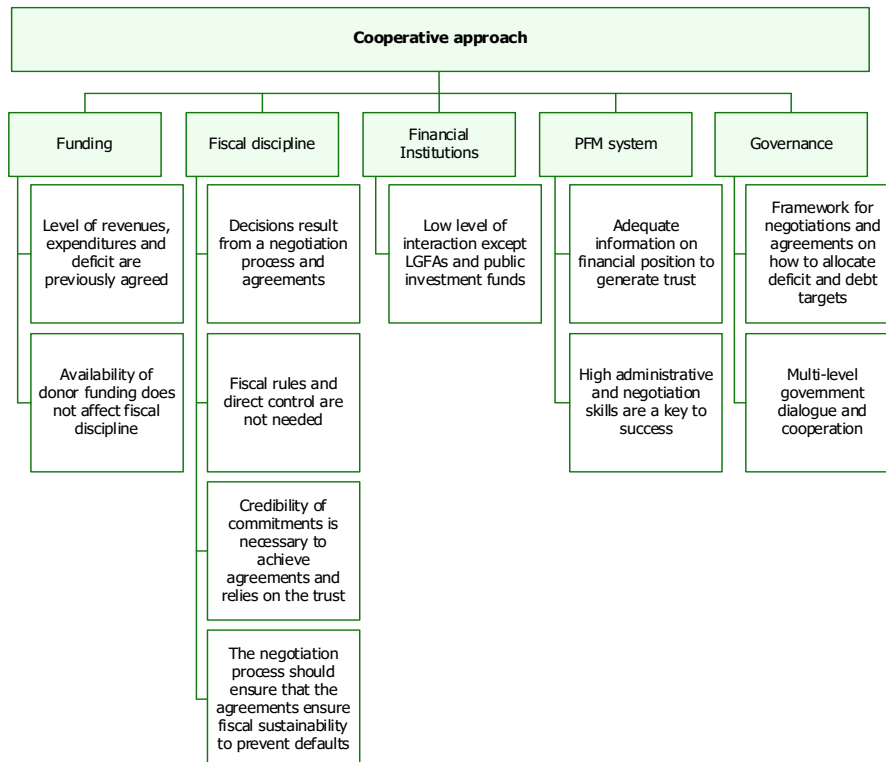 Cooperative approach
Funding
Fiscal discipline
Financial
Institutions
PFM system
Governance
Level of revenues,
expenditures and
deficit are
previously agreed
Availability of
donor funding does
not affect fiscal
discipline
Decisions result
from a negotiation
process and
agreements
Fiscal rules and
direct control are
not needed
Credibility of
commitments is
necessary to
achieve
agreements and
relies on the trust
The negotiation
process should
ensure that the
agreements ensure
fiscal sustainability
to prevent defaults
Low level of
interaction except
LGFAs and public
investment funds
Adequate
information on
financial position to
generate trust
High administrative
and negotiation
skills are a key to
success
Framework for
negotiations and
agreements on
how to allocate
deficit and debt
targets
Multi-level
government
dialogue and
cooperation